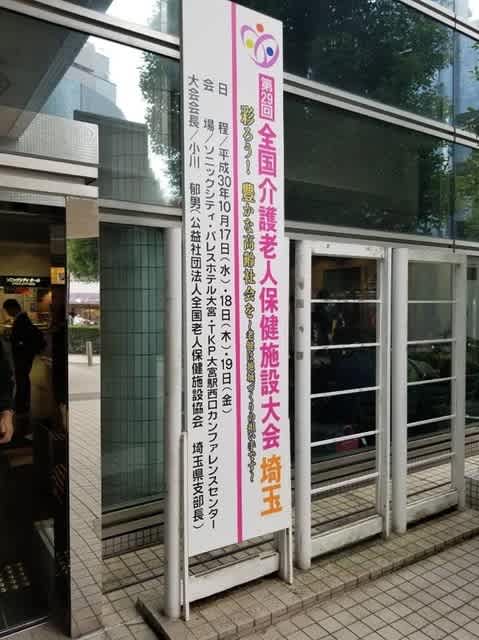 第29回 全国介護老人保健施設大会 埼玉
彩ろう!豊かな高齢社会を
日 程/平成30年10月17日(水)・18日(木)・19日(金)
会 場/ソニックシティ・パレスホテル大宮・TKP大宮駅西口カンファレンスセンター
大会会長/小川 郁男(公益社団法人全国老人保健施設協会 埼玉県支部長)